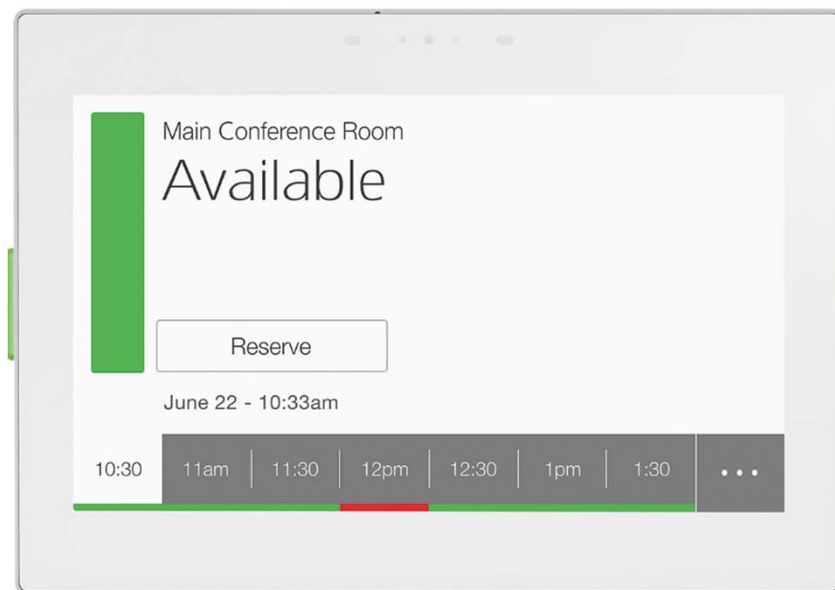 Main Conference Room
Available
Reserve
June 22 - 10:33am
10:30 11am 11:30 12pm 12:30 1pm 1:30 •••